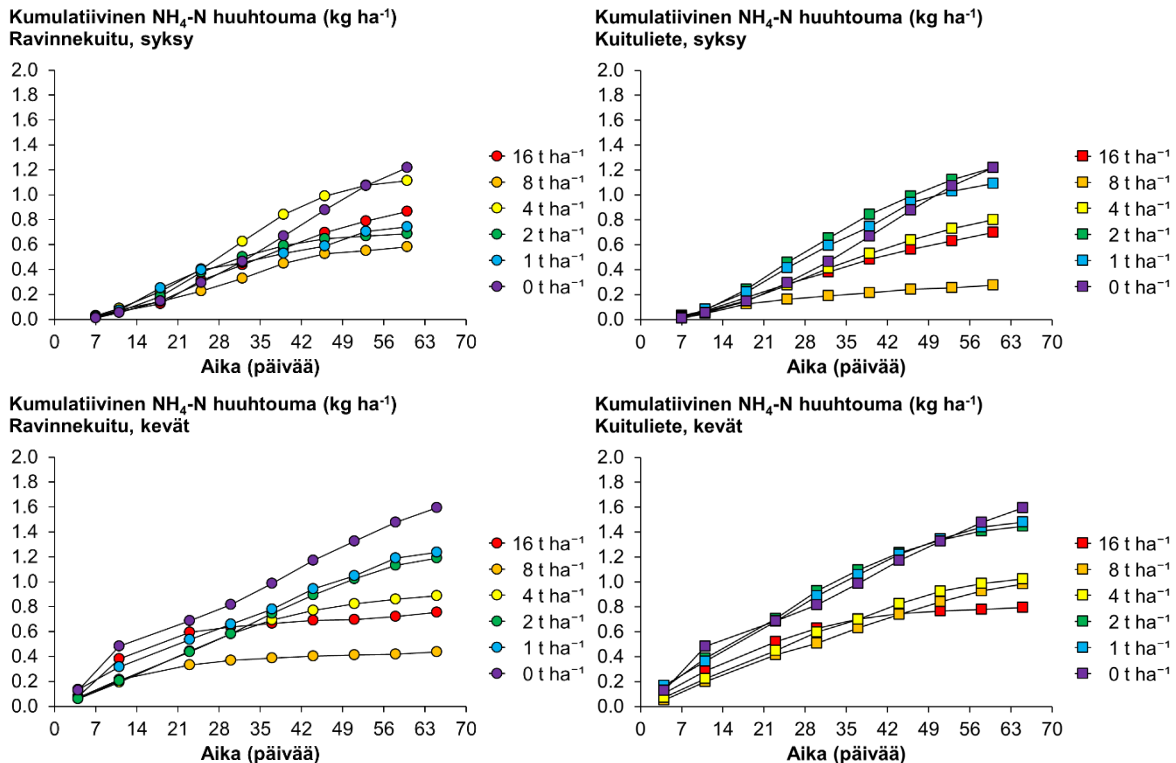 Kumulatiivinen NH₄-N huuhtouma (kg ha⁻¹)
Ravinnekuitu, syksy
2.0
1.8
1.6
1.4
1.2
1.0
0.8
0.6
0.4
0.2
0.0
0 7 14 21 28 35 42 49 56 63 70
Aika (päivää)
16 t ha⁻¹
8 t ha⁻¹
4 t ha⁻¹
2 t ha⁻¹
1 t ha⁻¹
0 t ha⁻¹
Kumulatiivinen NH₄-N huuhtouma (kg ha⁻¹)
Kuituliete, syksy
2.0
1.8
1.6
1.4
1.2
1.0
0.8
0.6
0.4
0.2
0.0
0 7 14 21 28 35 42 49 56 63 70
Aika (päivää)
16 t ha⁻¹
8 t ha⁻¹
4 t ha⁻¹
2 t ha⁻¹
1 t ha⁻¹
0 t ha⁻¹
Kumulatiivinen NH₄-N huuhtouma (kg ha⁻¹)
Ravinnekuitu, kevät
2.0
1.8
1.6
1.4
1.2
1.0
0.8
0.6
0.4
0.2
0.0
0 7 14 21 28 35 42 49 56 63 70
Aika (päivää)
16 t ha⁻¹
8 t ha⁻¹
4 t ha⁻¹
2 t ha⁻¹
1 t ha⁻¹
0 t ha⁻¹
Kumulatiivinen NH₄-N huuhtouma (kg ha⁻¹)
Kuituliete, kevät
2.0
1.8
1.6
1.4
1.2
1.0
0.8
0.6
0.4
0.2
0.0
0 7 14 21 28 35 42 49 56 63 70
Aika (päivää)
16 t ha⁻¹
8 t ha⁻¹
4 t ha⁻¹
2 t ha⁻¹
1 t ha⁻¹
0 t ha⁻¹